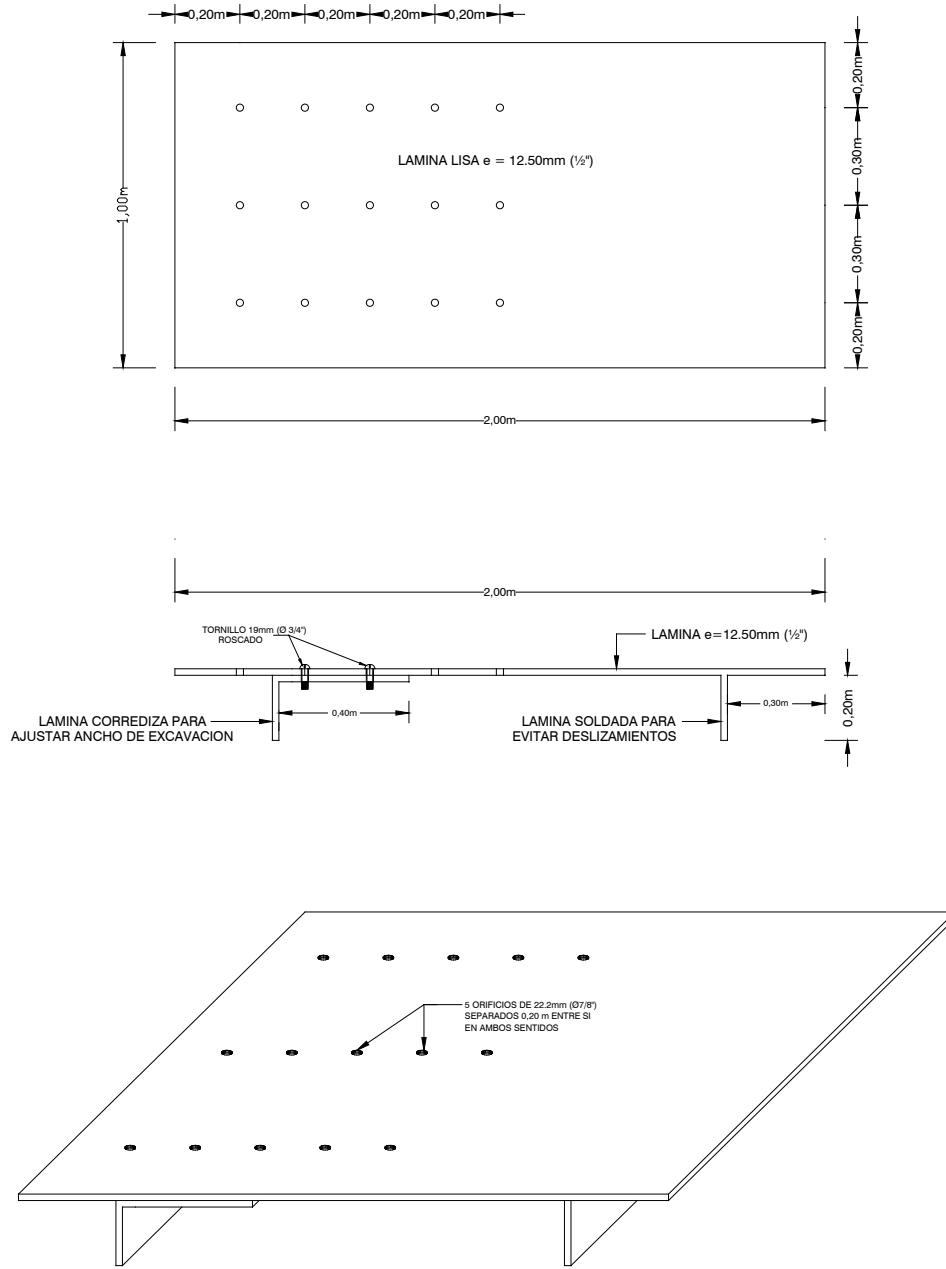 0,20m 0,20m 0,20m 0,20m 0,20m
0,20m
LAMINA LISA e = 12.50mm (½")
0,30m
1,00m
0,30m
0,20m
2,00m
2,00m
TORNILLO 19mm (Ø 3/4")
ROSCADO
LAMINA e=12.50mm (½")
LAMINA CORREDIZA PARA
AJUSTAR ANCHO DE EXCAVACION
0,40m
LAMINA SOLDADA PARA
EVITAR DESLIZAMIENTOS
0,30m
0,20m
5 ORIFICIOS DE 22.2mm (Ø7/8")
SEPARADOS 0,20 m ENTRE SI
EN AMBOS SENTIDOS